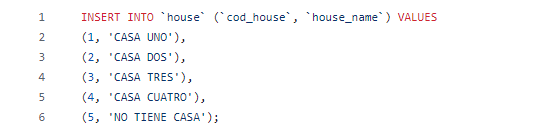 1 INSERT INTO `house` (`cod_house`, `house_name`) VALUES
2 (1, 'CASA UNO'),
3 (2, 'CASA DOS'),
4 (3, 'CASA TRES'),
5 (4, 'CASA CUATRO'),
6 (5, 'NO TIENE CASA');